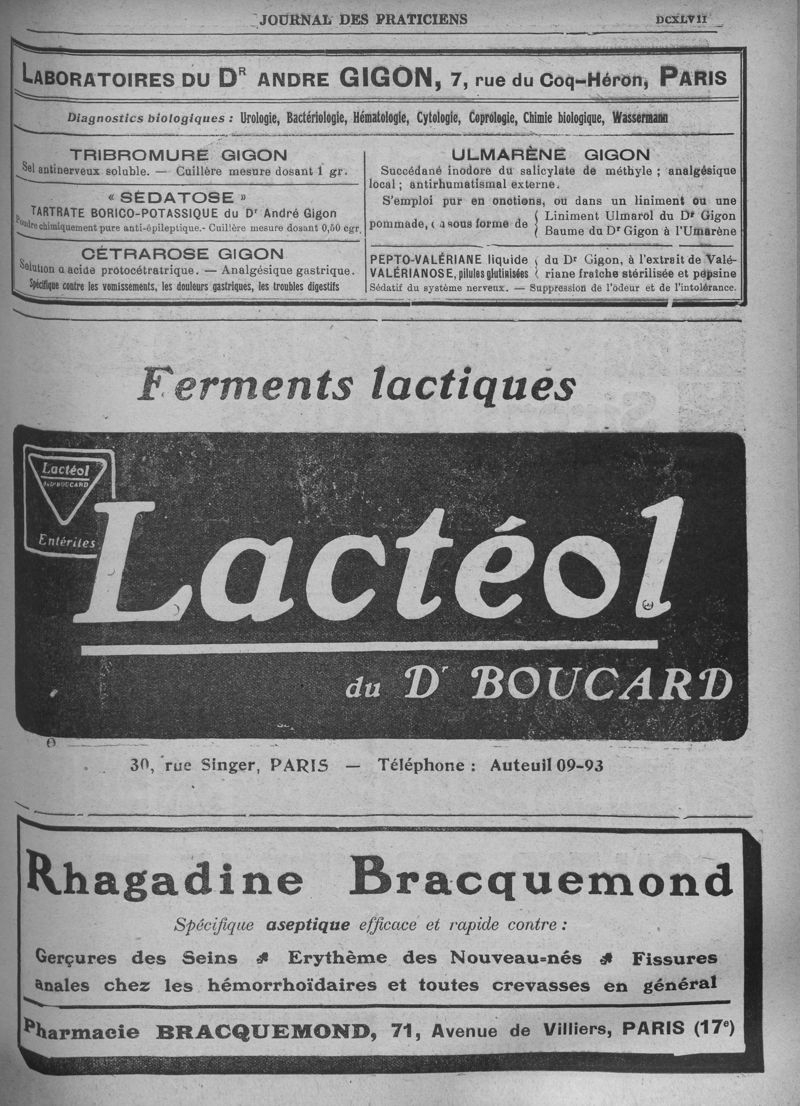 JOURNAL DES PRATICIENS
DCXLVII
LABORATOIRES DU DR ANDRE GIGON, 7, rue du Coq-Héron, PARIS
Diagnostics biologiques : Urologie, Bactériologie, Hématologie, Cytologie, Coprologie, Chimie biologique, Wassermann
TRIBROMURE GIGON
Sel antinerveux soluble. — Cuillère mesure dosant 1 gr.
« SÉDATOSE »
TARTRATE BORICO-POTASSIQUE du Dr André Gigon
Poudre chimiquement pure anti-épileptique.- Cuillère mesure dosant 0,50 cgr.
CÉTRAROSE GIGON
Solution a acide protocétratrique. — Analgésique gastrique.
Spécifique contre les vomissements, les douleurs gastriques, les troubles digestifs
ULMARÈNE GIGON
Succédané inodore du salicylate de méthyle ; analgésique
local ; antirhumatismal externe.
S'emploi pur en onctions, ou dans un liniment ou une
pommade, ( a sous forme de { Liniment Ulmarol du Dr Gigon
Baume du Dr Gigon à l'Umarène
PEPTO-VALÉRIANE liquide ( du Dr Gigon, à l'extrait de Valé-
VALÉRIANOSE, pilules glutinisées ( riane fraîche stérilisée et pepsine
Sédatif du système nerveux. — Suppression de l'odeur et de l'intolérance.
Ferments lactiques
Lactéol
du Dr BOUCARD
Entérites
Lactéol
du Dr BOUCARD
30, rue Singer, PARIS — Téléphone : Auteuil 09-93
Rhagadine Bracquemond
Spécifique aseptique efficace et rapide contre :
Gerçures des Seins Erythème des Nouveau-nés Fissures
anales chez les hémorrhoïdaires et toutes crevasses en général
Pharmacie BRACQUEMOND, 71, Avenue de Villiers, PARIS (17e)